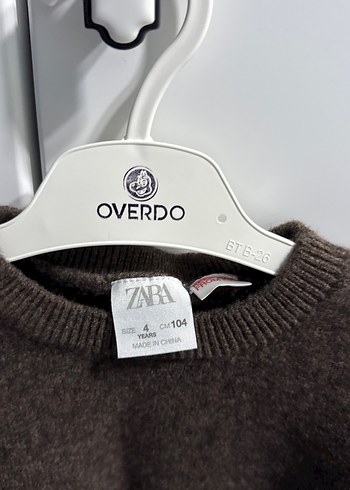 OVERDO
BTB-26
ZARA
SIZE 4 YEARS CM 104
MADE IN CHINA